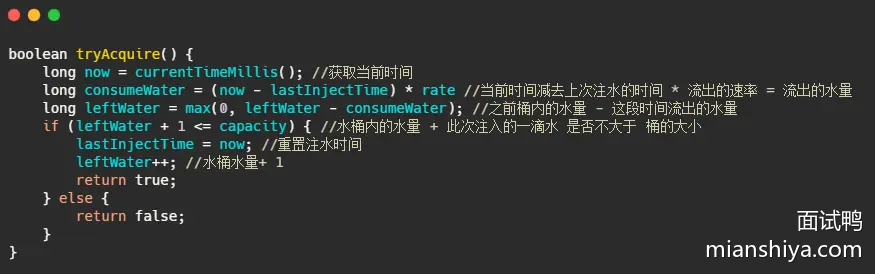 boolean tryAcquire() {
    long now = currentTimeMillis(); //获取当前时间
    long consumeWater = (now - lastInjectTime) * rate //当前时间减去上次注水的时间 * 流出的速率 = 流出的水量
    long leftWater = max(0, leftWater - consumeWater); //之前桶内的水量 - 这段时间流出的水量
    if (leftWater + 1 <= capacity) { //水桶内的水量 + 此次注入的一滴水 是否不大于 桶的大小
        lastInjectTime = now; //重置注水时间
        leftWater++; //水桶水量+ 1
        return true;
    } else {
        return false;
    }
}
面试鸭
mianshiya.com